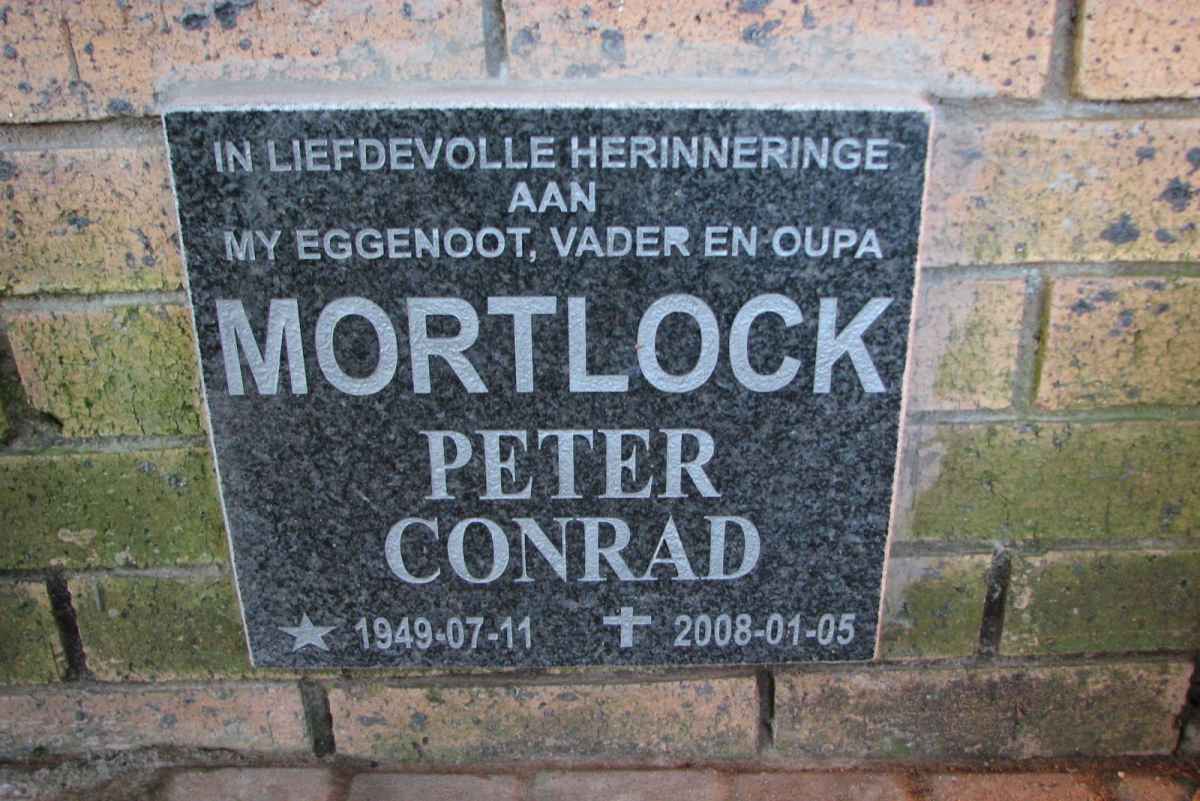 IN LIEFDEVOLLE HERINNERINGE
AAN
MY EGGENOOT, VADER EN OUPA
MORTLOCK
PETER
CONRAD
1949-07-11 2008-01-05